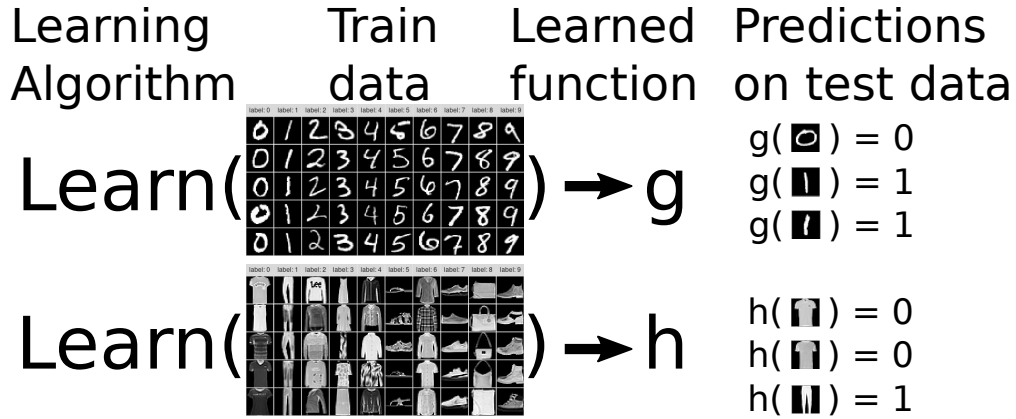 Learning Algorithm
Train data
Learned function
Predictions on test data
label: 0 label: 1 label: 2 label: 3 label: 4 label: 5 label: 6 label: 7 label: 8 label: 9
0 1 2 3 4 5 6 7 8 9
0 1 2 3 4 5 6 7 8 9
0 1 2 3 4 5 6 7 8 9
0 1 2 3 4 5 6 7 8 9
0 1 2 3 4 5 6 7 8 9
Learn( ) → g
g( 0 ) = 0
g( 1 ) = 1
g( 1 ) = 1
label: 0 label: 1 label: 2 label: 3 label: 4 label: 5 label: 6 label: 7 label: 8 label: 9
Lee
Learn( ) → h
h( ) = 0
h( ) = 0
h( ) = 1